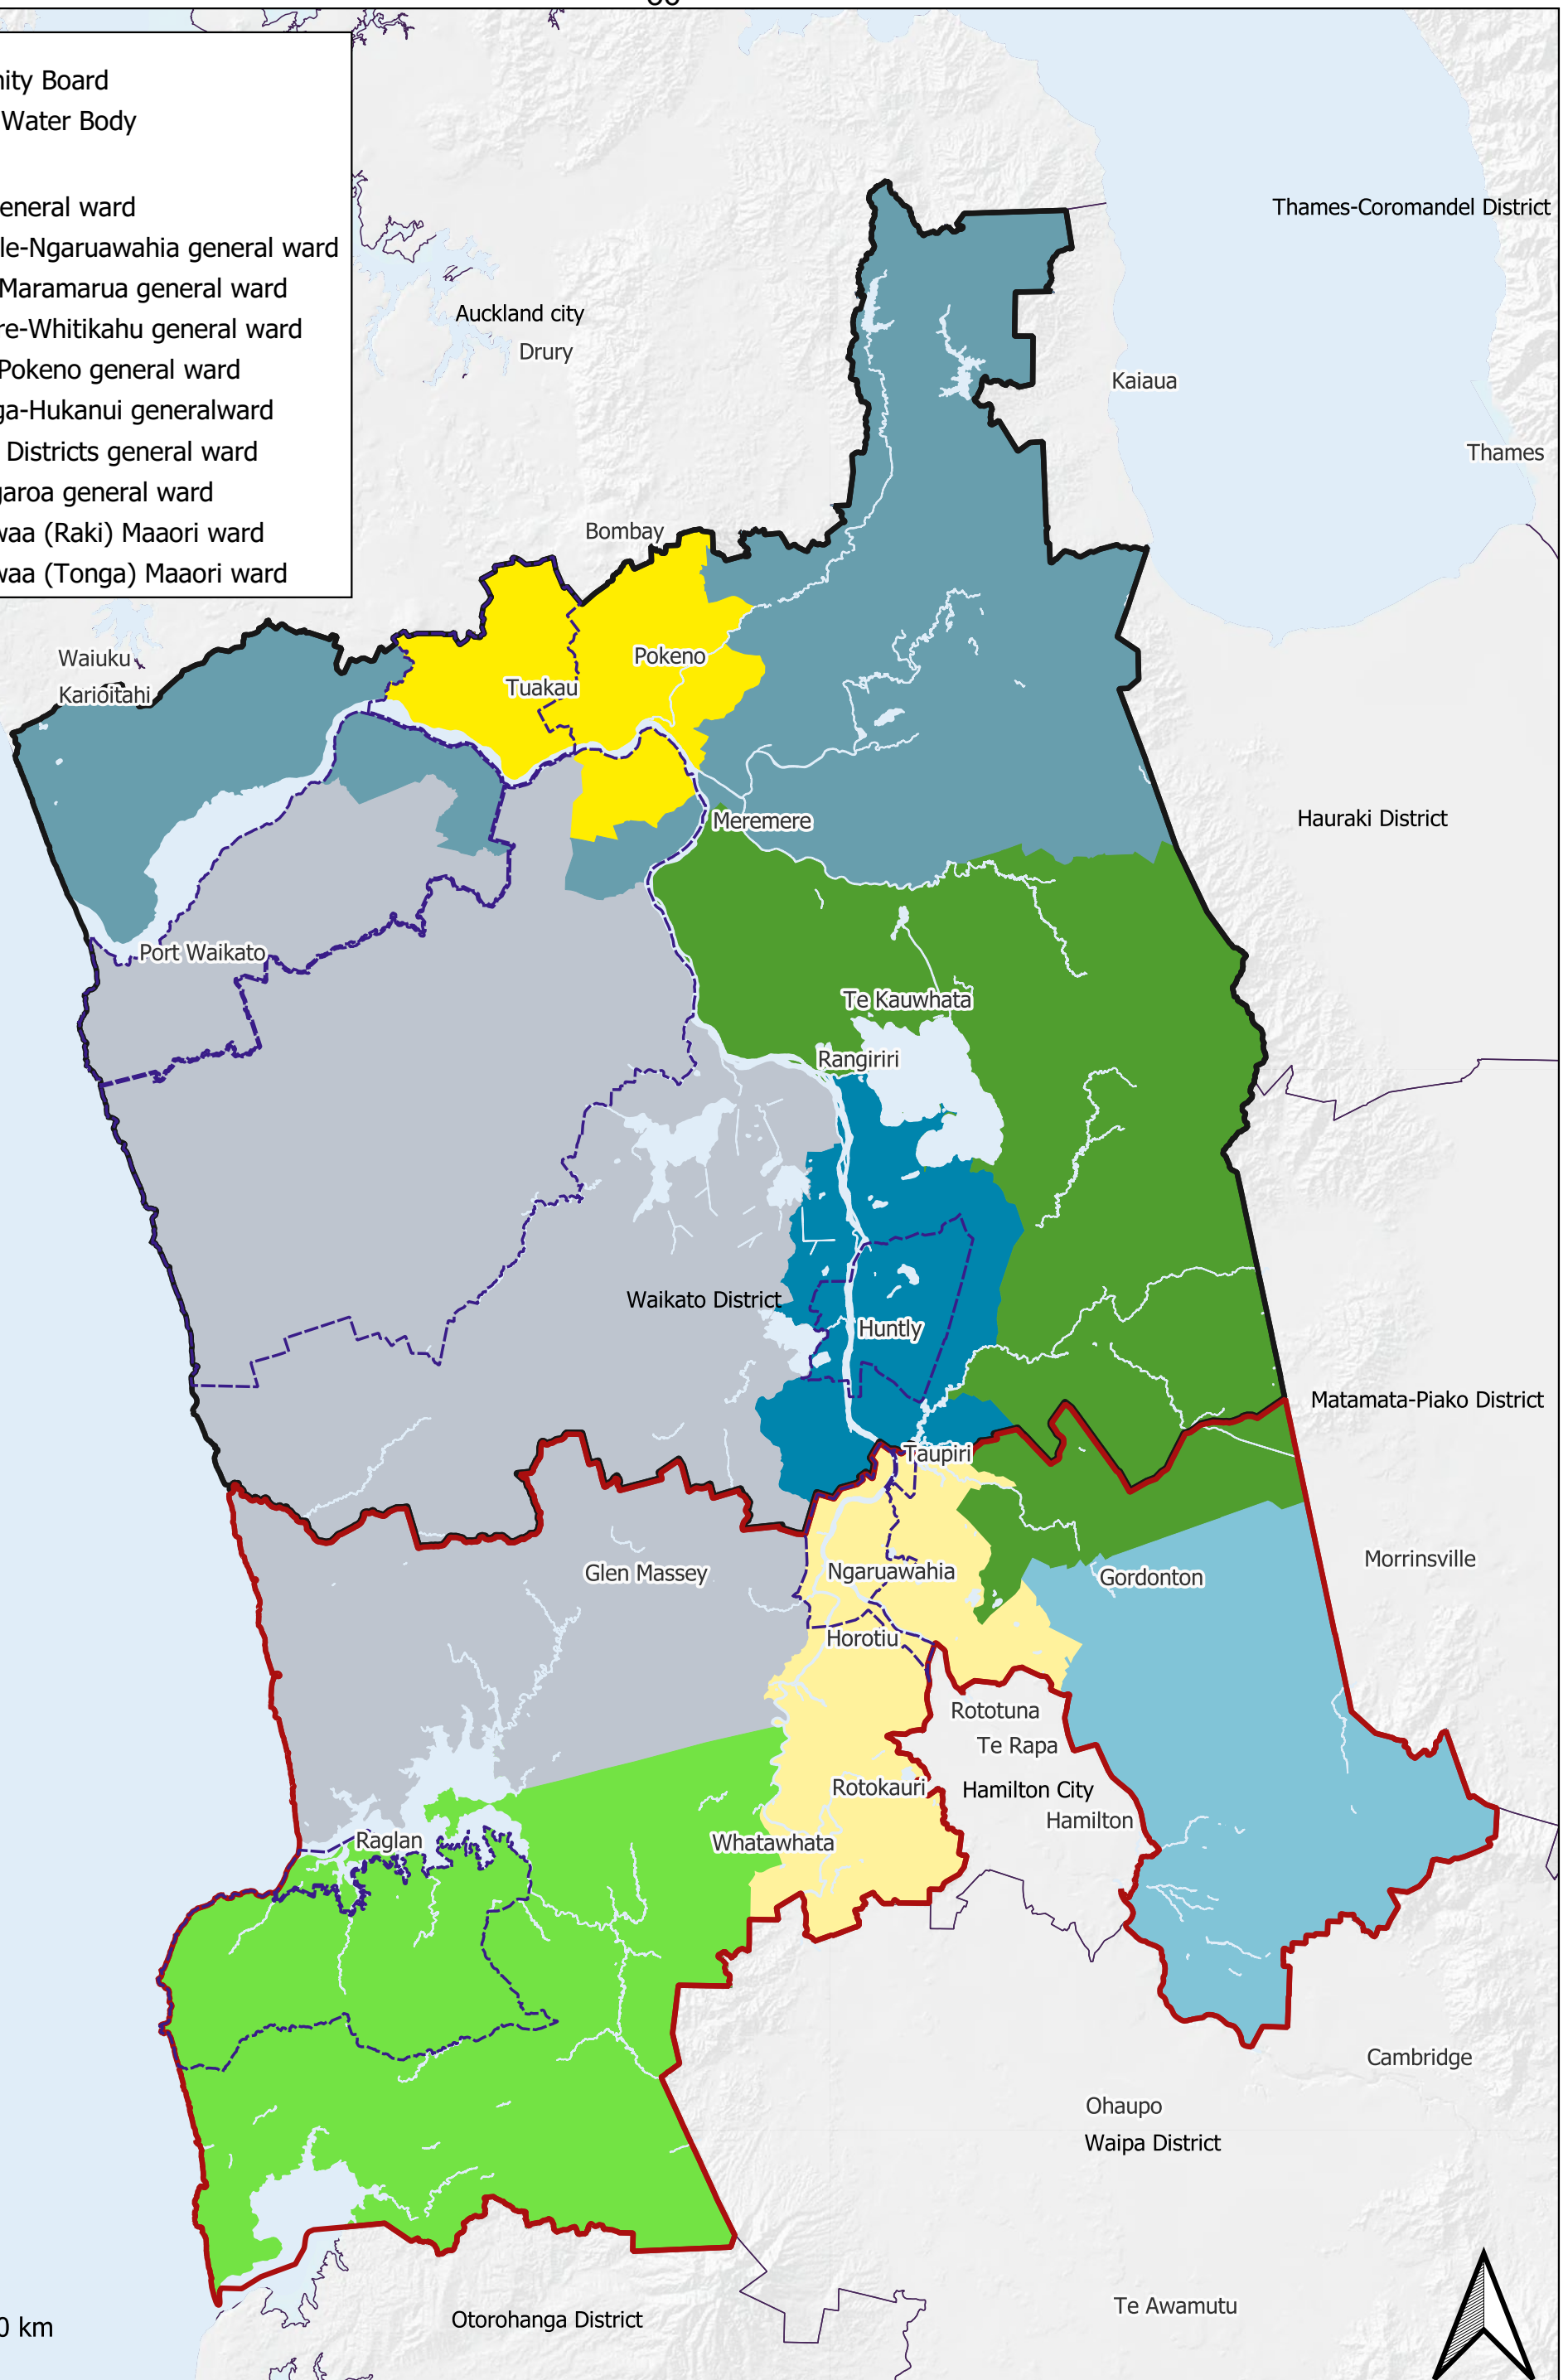 nity Board
Water Body
eneral ward
le-Ngaruawahia general ward
Maramarua general ward
re-Whitikahu general ward
Pokeno general ward
ga-Hukanui generalward
Districts general ward
garoa general ward
waa (Raki) Maaori ward
waa (Tonga) Maaori ward
Thames-Coromandel District
Auckland city
Drury
Kaiaua
Thames
Bombay
Waiuku
Karioitahi
Pokeno
Tuakau
Meremere
Hauraki District
Port Waikato
Te Kauwhata
Rangiriri
Waikato District
Huntly
Matamata-Piako District
Taupiri
Glen Massey
Ngaruawahia
Gordonton
Morrinsville
Horotiu
Rototuna
Te Rapa
Rotokauri
Hamilton City
Hamilton
Raglan
Whatawhata
Cambridge
Ohaupo
Waipa District
Te Awamutu
Otorohanga District
0 km